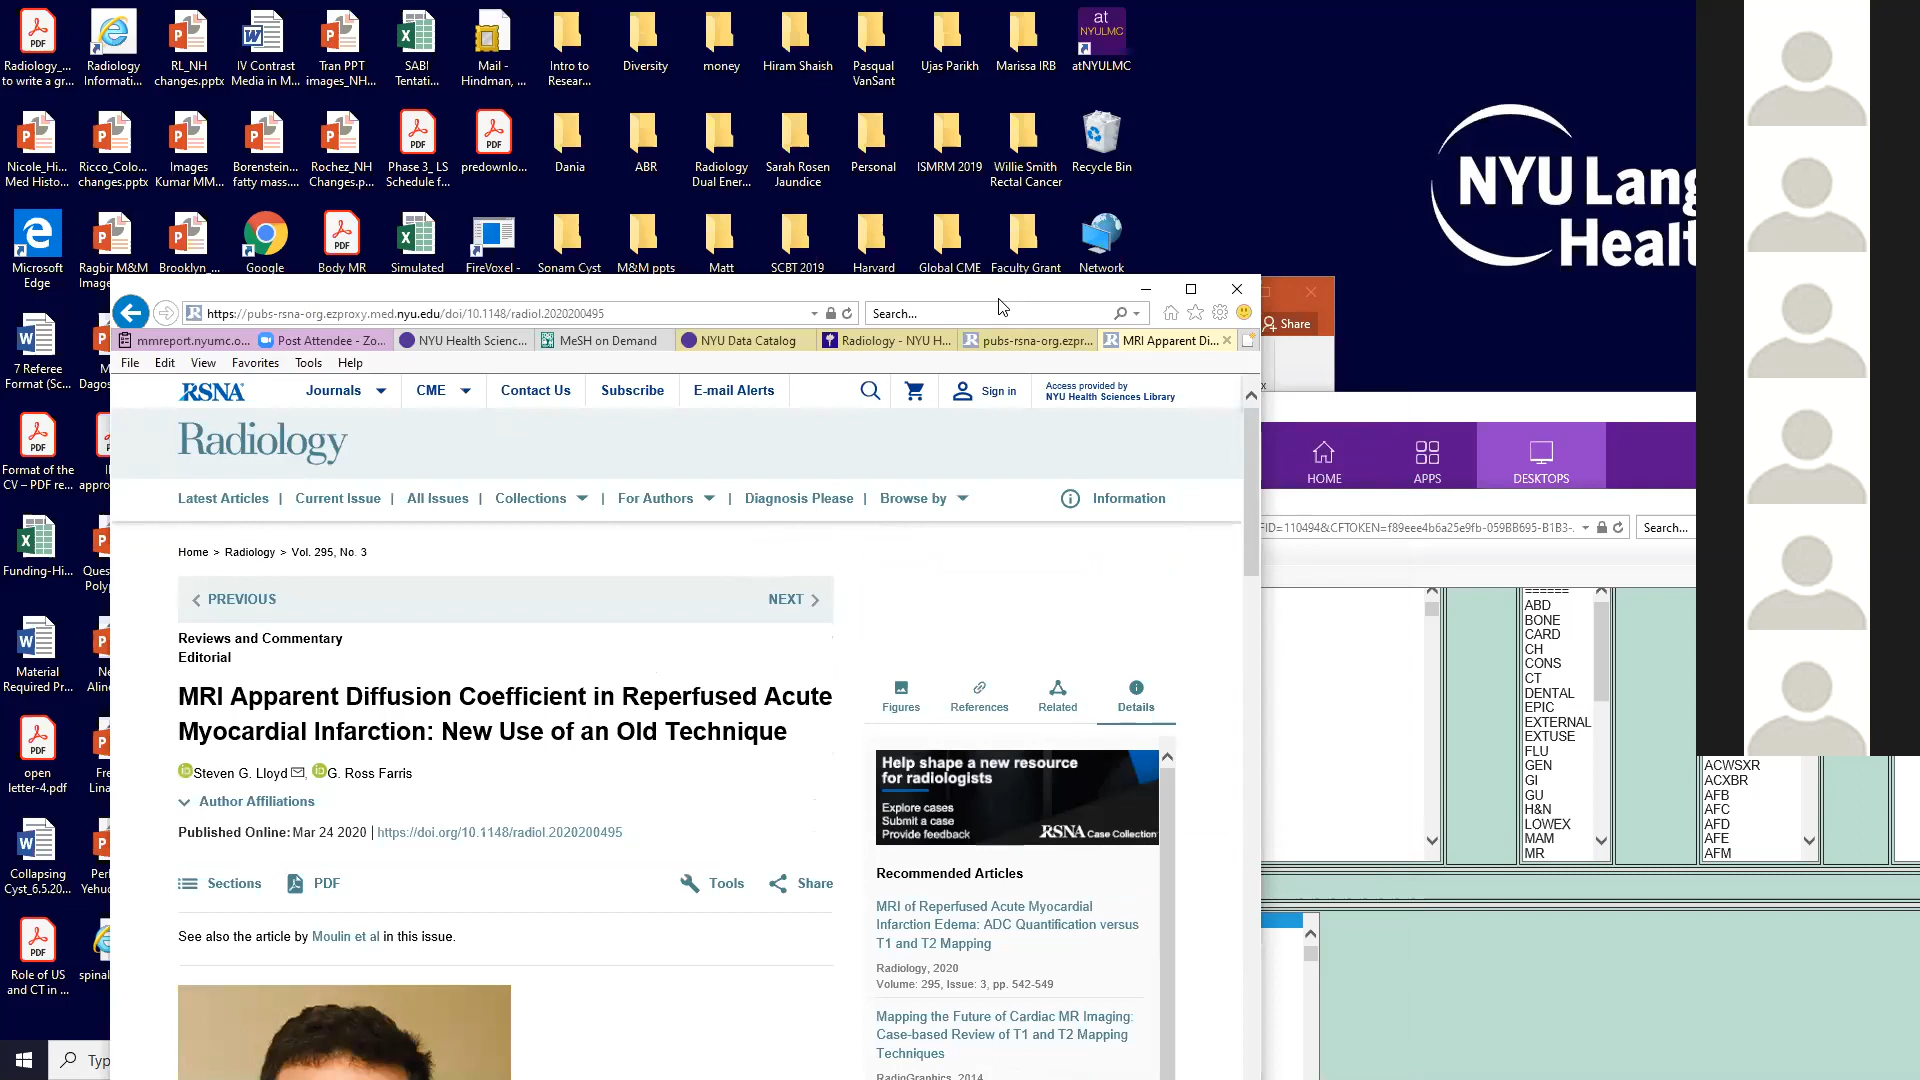 Radiology_...
to write a gr...
Radiology
Informati...
RL_NH
changes.pptx
IV Contrast
Media in M...
Tran PPT
images_NH...
SABI
Tentati...
Mail -
Hindman, ...
Intro to
Resear...
Diversity
money
Hiram Shaish
Pasqual
VanSant
Ujas Parikh
Marissa IRB
at
NYULMC
atNYULMC
Nicole_Hi...
Med Histo...
Ricco_Colo...
changes.pptx
Images
Kumar MM...
Borenstein...
fatty mass....
Rochez_NH
Changes.p...
Phase 3_ LS
Schedule f...
predownlo...
Dania
ABR
Radiology
Dual Ener...
Sarah Rosen
Jaundice
Personal
ISMRM 2019
Willie Smith
Rectal Cancer
Recycle Bin
Microsoft
Edge
Ragbir M&M
Image
Brooklyn_...
Google
Body MR
Simulated
FireVoxel -
Sonam Cyst
M&M ppts
Matt
SCBT 2019
Harvard
Global CME
Faculty Grant
Network
NYU Lang
Healt
7 Referee
Format (Sc...
Format of the
CV – PDF re...
Funding-Hi...
Material
Required Pr...
open
letter-4.pdf
Collapsing
Cyst_6.5.20...
Role of US
and CT in ...
spinal
https://pubs-rsna-org.ezproxy.med.nyu.edu/doi/10.1148/radiol.2020200495
Search...
mmreport.nyumc.o...
Post Attendee - Zo...
NYU Health Scienc...
MeSH on Demand
NYU Data Catalog
Radiology - NYU H...
pubs-rsna-org.ezpr...
MRI Apparent Di...
File Edit View Favorites Tools Help
RSNA
Journals
CME
Contact Us
Subscribe
E-mail Alerts
Sign in
Access provided by
NYU Health Sciences Library
Radiology
Latest Articles | Current Issue | All Issues | Collections | For Authors | Diagnosis Please | Browse by
Information
Home > Radiology > Vol. 295, No. 3
PREVIOUS
NEXT
Reviews and Commentary
Editorial
MRI Apparent Diffusion Coefficient in Reperfused Acute
Myocardial Infarction: New Use of an Old Technique
Steven G. Lloyd , G. Ross Farris
Author Affiliations
Published Online: Mar 24 2020 | https://doi.org/10.1148/radiol.2020200495
Sections
PDF
Tools
Share
See also the article by Moulin et al in this issue.
Figures
References
Related
Details
Help shape a new resource
for radiologists
Explore cases
Submit a case
Provide feedback
RSNA Case Collection
Recommended Articles
MRI of Reperfused Acute Myocardial
Infarction Edema: ADC Quantification versus
T1 and T2 Mapping
Radiology, 2020
Volume: 295, Issue: 3, pp. 542-549
Mapping the Future of Cardiac MR Imaging:
Case-based Review of T1 and T2 Mapping
Techniques
RadioGraphics, 2014
Share
HOME
APPS
DESKTOPS
FID=110494&CFTOKEN=f89eee4b6a25e9fb-059BB695-B1B3-.
Search...
======
ABD
BONE
CARD
CH
CONS
CT
DENTAL
EPIC
EXTERNAL
EXTUSE
FLU
GEN
GI
GU
H&N
LOWEX
MAM
MR
ACWSXR
ACXBR
AFB
AFC
AFD
AFE
AFM
Typ